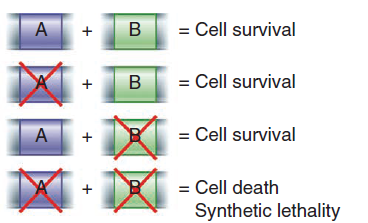 A + B = Cell survival
A + B = Cell survival
A + B = Cell survival
A + B = Cell death
Synthetic lethality